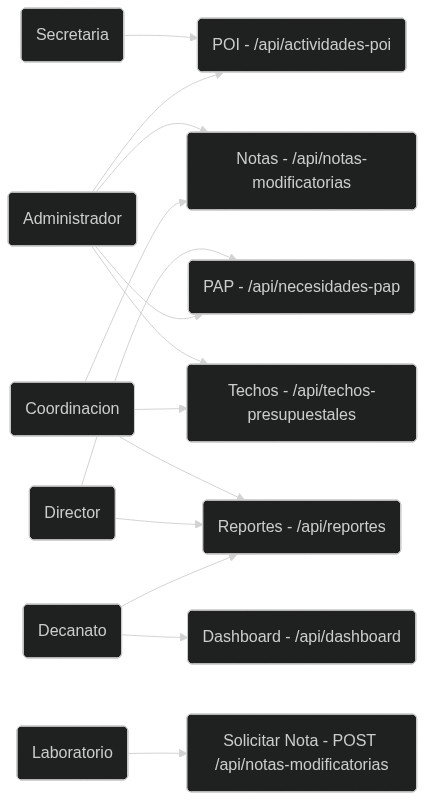 Secretaria
POI - /api/actividades-poi
Notas - /api/notas-
modificatorias
Administrador
PAP - /api/necesidades-pap
Techos - /api/techos-
presupuestales
Coordinacion
Director
Reportes - /api/reportes
Decanato
Dashboard - /api/dashboard
Laboratorio
Solicitar Nota - POST
/api/notas-modificatorias